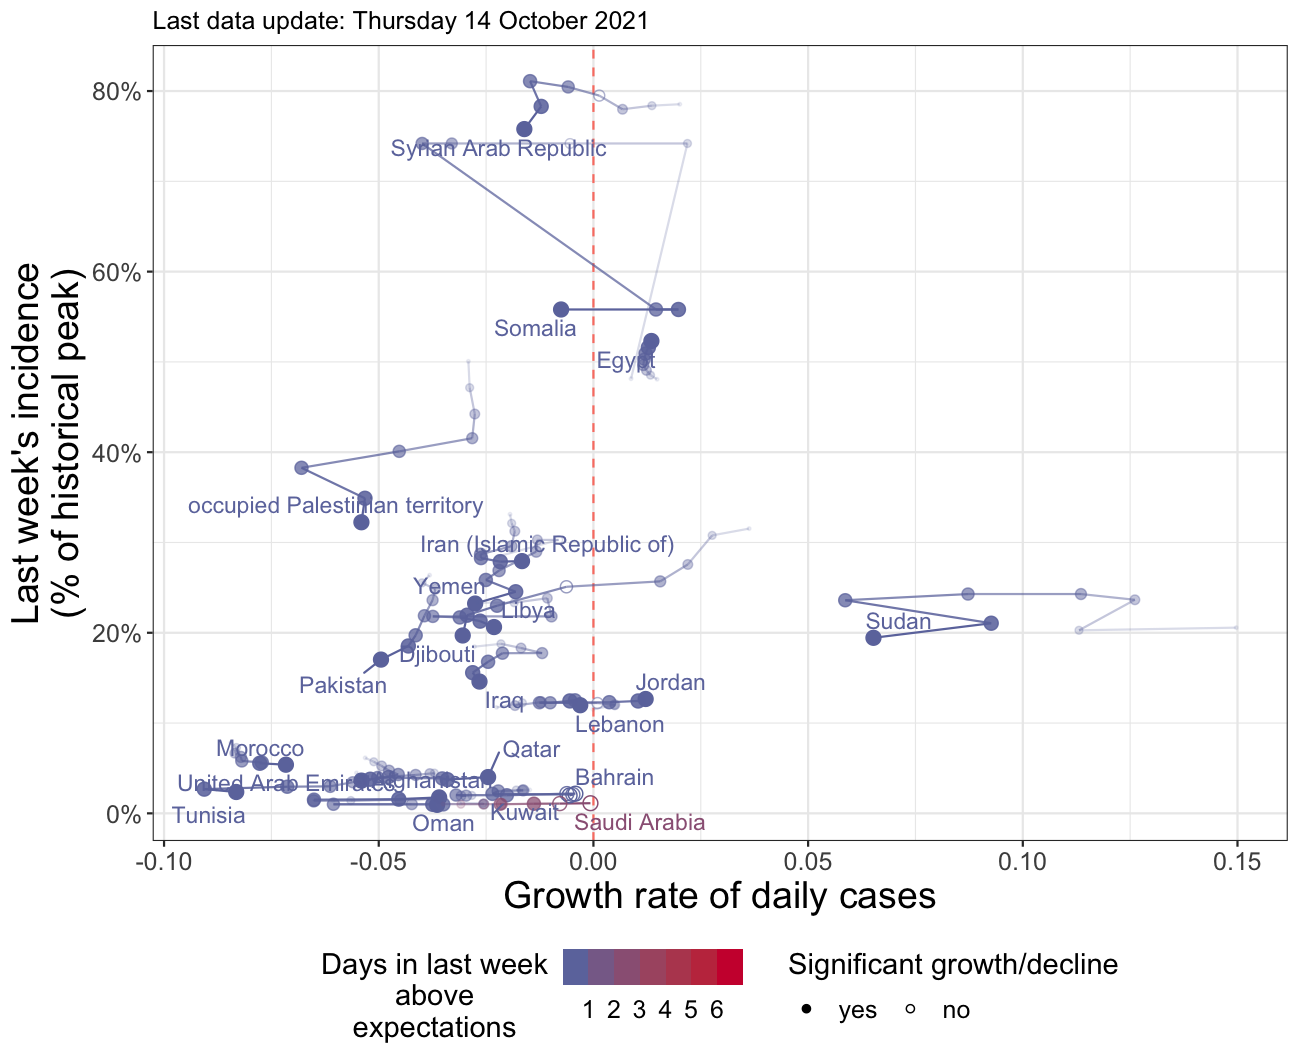 Last data update: Thursday 14 October 2021
Last week's incidence
(% of historical peak)
80%
60%
40%
20%
0%
Syrian Arab Republic
Somalia
Egypt
occupied Palestinian territory
Iran (Islamic Republic of)
Yemen
Libya
Sudan
Djibouti
Pakistan
Iraq
Jordan
Lebanon
Morocco
Qatar
United Arab Emirates
Afghanistan
Bahrain
Tunisia
Oman
Kuwait
Saudi Arabia
-0.10
-0.05
0.00
0.05
0.10
0.15
Growth rate of daily cases
Days in last week
above
expectations
1 2 3 4 5 6
Significant growth/decline
yes
no